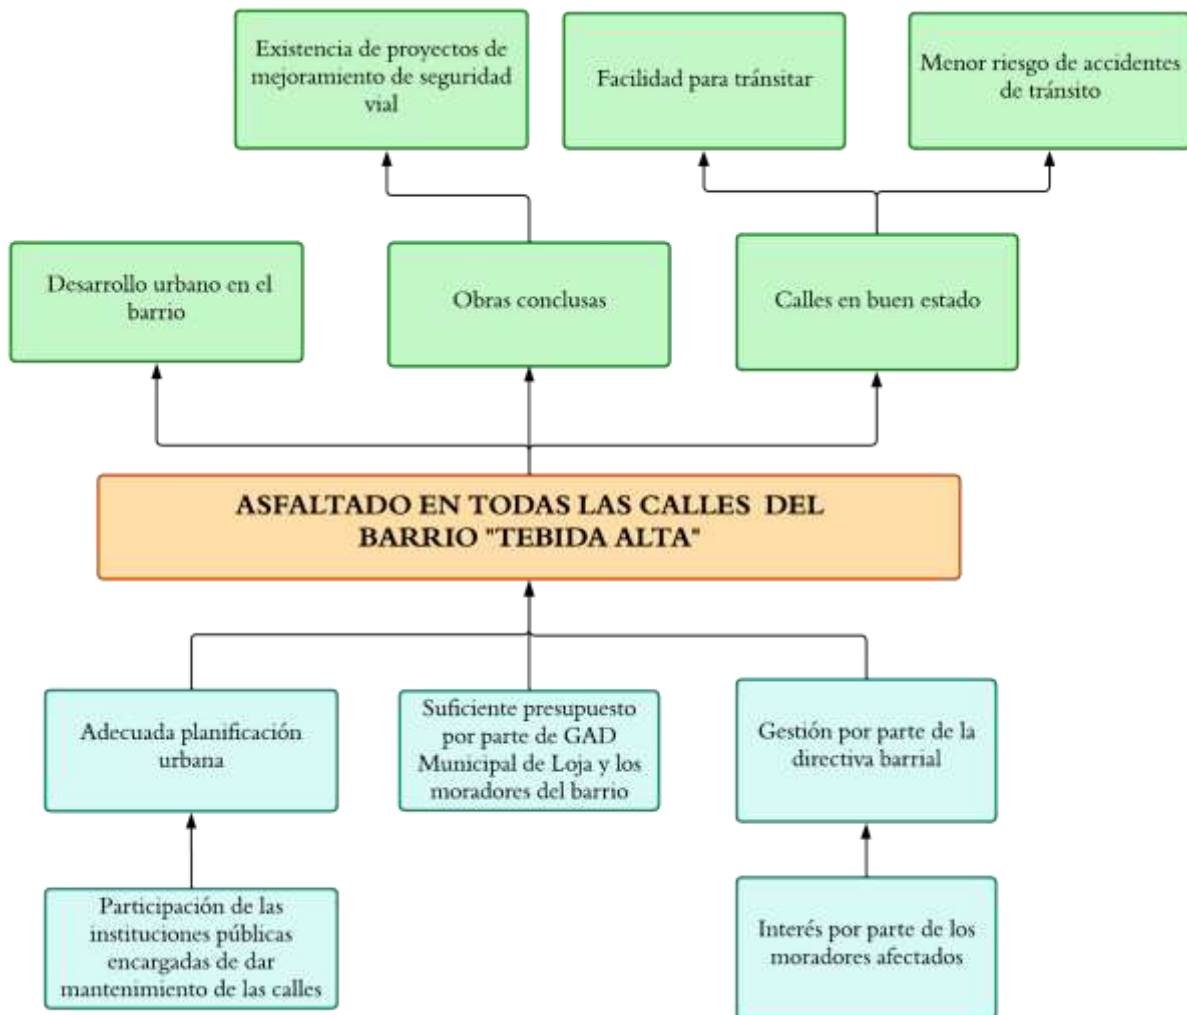 Existencia de proyectos de
mejoramiento de seguridad
vial
Facilidad para tránsitar
Menor riesgo de accidentes
de tránsito
Desarrollo urbano en el
barrio
Obras conclusas
Calles en buen estado
ASFALTADO EN TODAS LAS CALLES DEL
BARRIO "TEBIDA ALTA"
Adecuada planificación
urbana
Suficiente presupuesto
por parte de GAD
Municipal de Loja y los
moradores del barrio
Gestión por parte de la
directiva barrial
Participación de las
instituciones públicas
encargadas de dar
mantenimiento de las calles
Interés por parte de los
moradores afectados